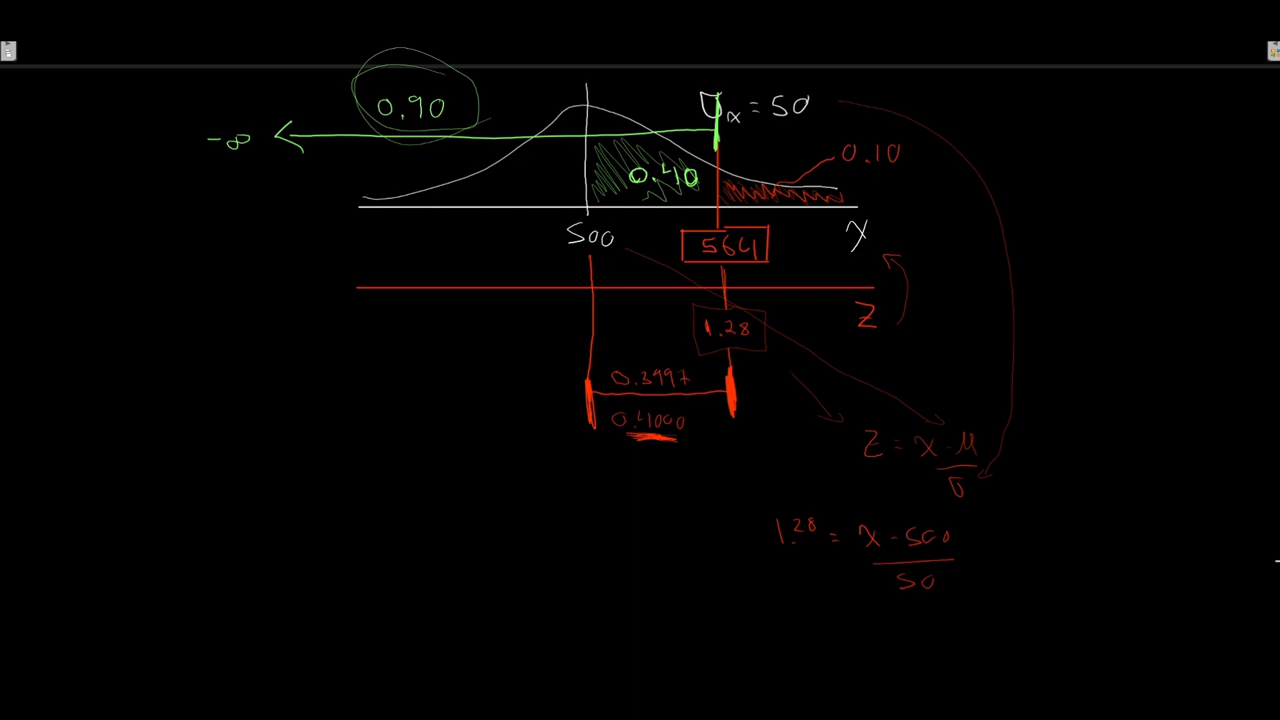 0.90
σx = 50
-∞
0.10
0.40
500
564
X
Z
1.28
0.3997
0.4000
Z = X - μ
σ
1.28 = X - 500
50